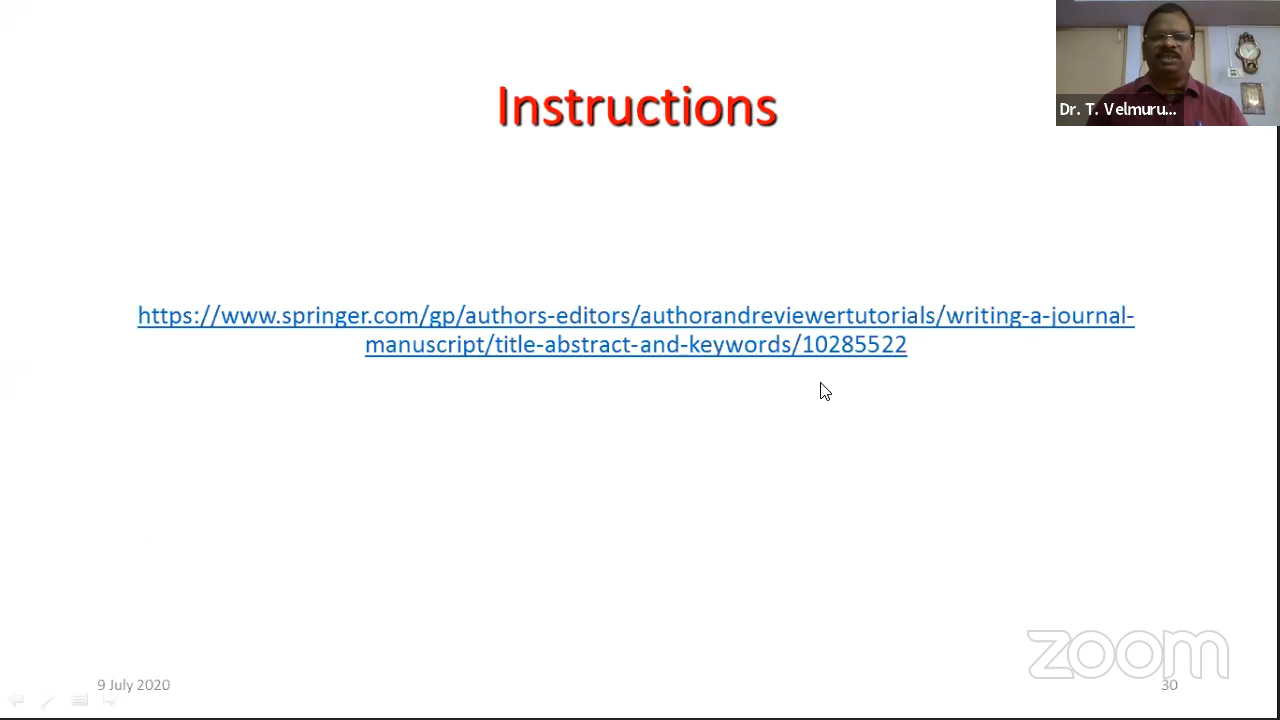 Instructions
Dr. T. Velmuru...
https://www.springer.com/gp/authors-editors/authorandreviewertutorials/writing-a-journal-
manuscript/title-abstract-and-keywords/10285522
zoom
9 July 2020
30